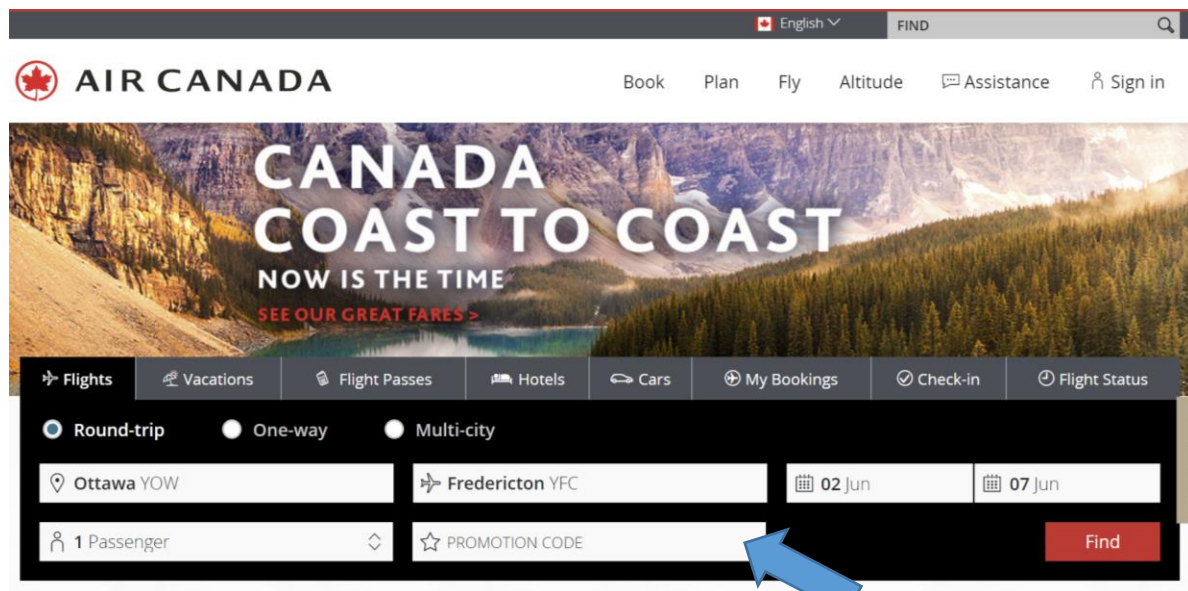 English FIND
AIR CANADA Book Plan Fly Altitude Assistance Sign in
CANADA
COAST TO COAST
NOW IS THE TIME
SEE OUR GREAT FARES >
Flights Vacations Flight Passes Hotels Cars My Bookings Check-in Flight Status
Round-trip One-way Multi-city
Ottawa YOW Fredericton YFC 02 Jun 07 Jun
1 Passenger PROMOTION CODE Find